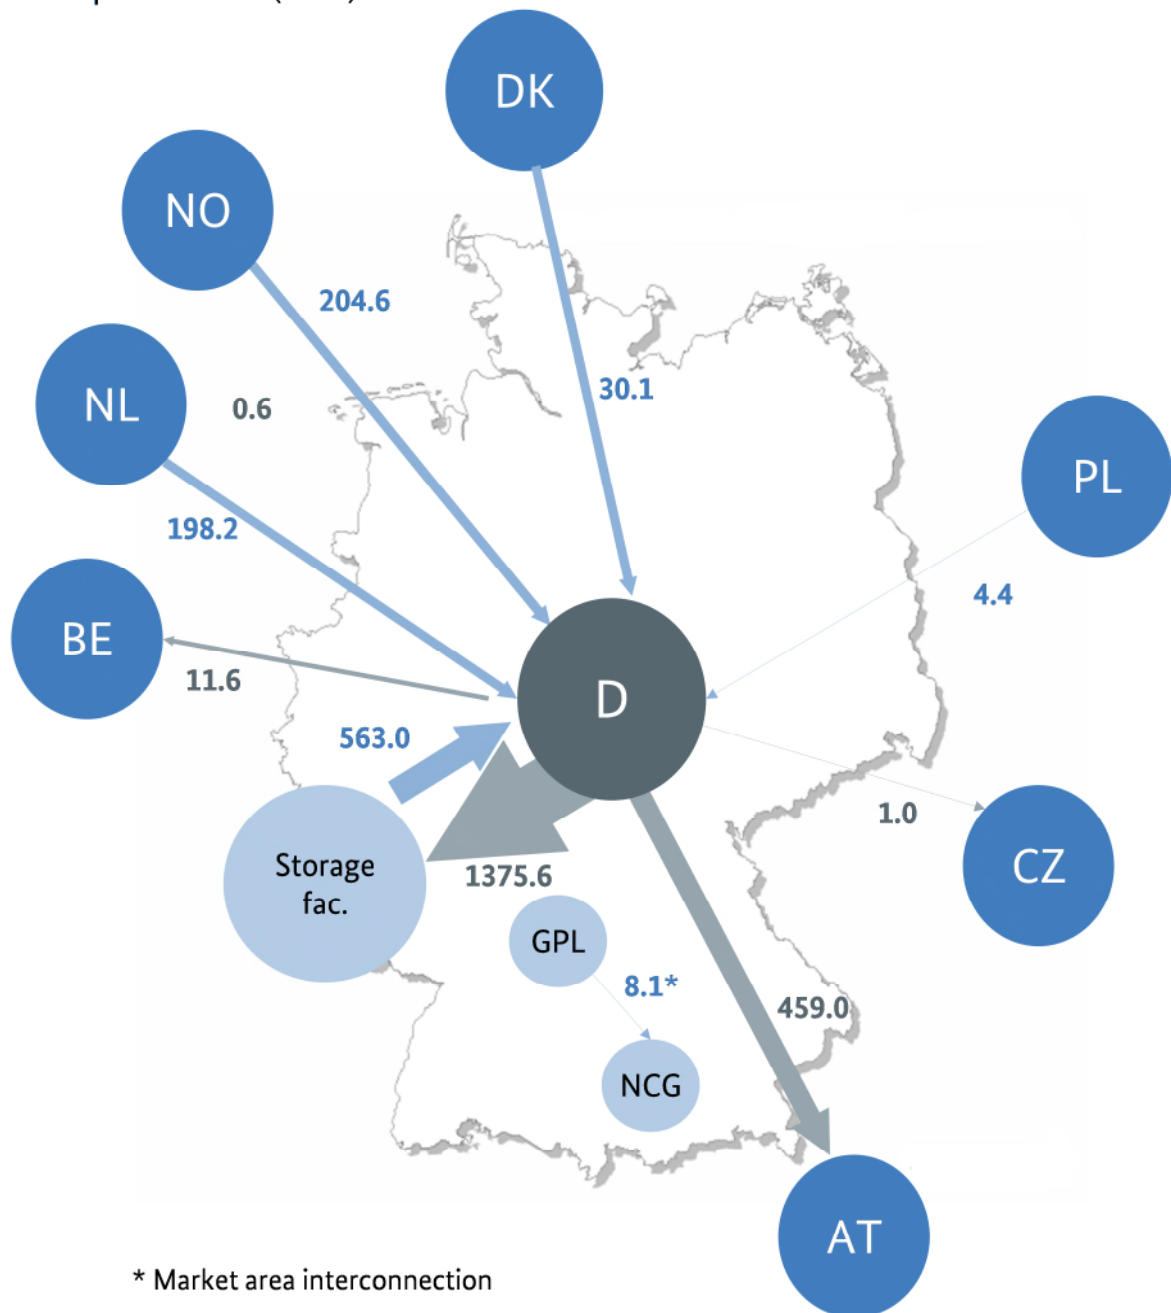 DK
NO
204.6
30.1
NL
0.6
PL
198.2
4.4
BE
11.6
D
563.0
1.0
Storage
fac.
1375.6
CZ
GPL
8.1*
459.0
NCG
AT
* Market area interconnection